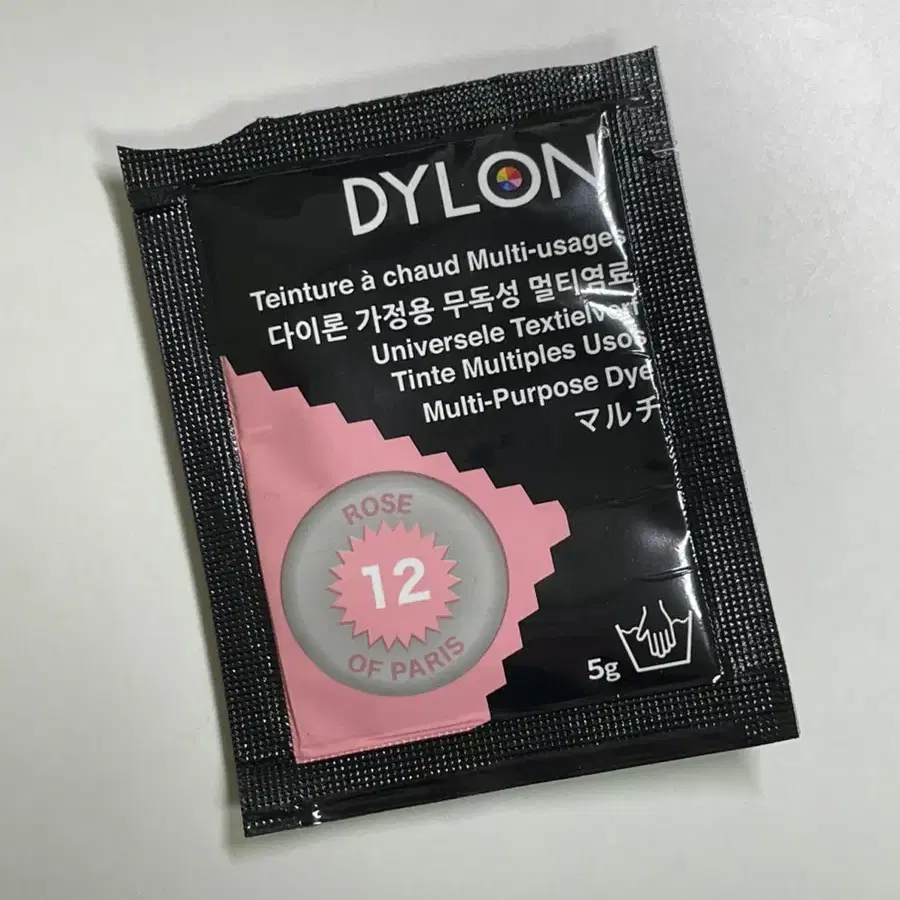 DYLON
Teinture à chaud Multi-usages
다이론 가정용 무독성 멀티염료
Universele Textielverf
Tinte Multiples Usos
Multi-Purpose Dye
マルチ
ROSE
12
OF PARIS
5g